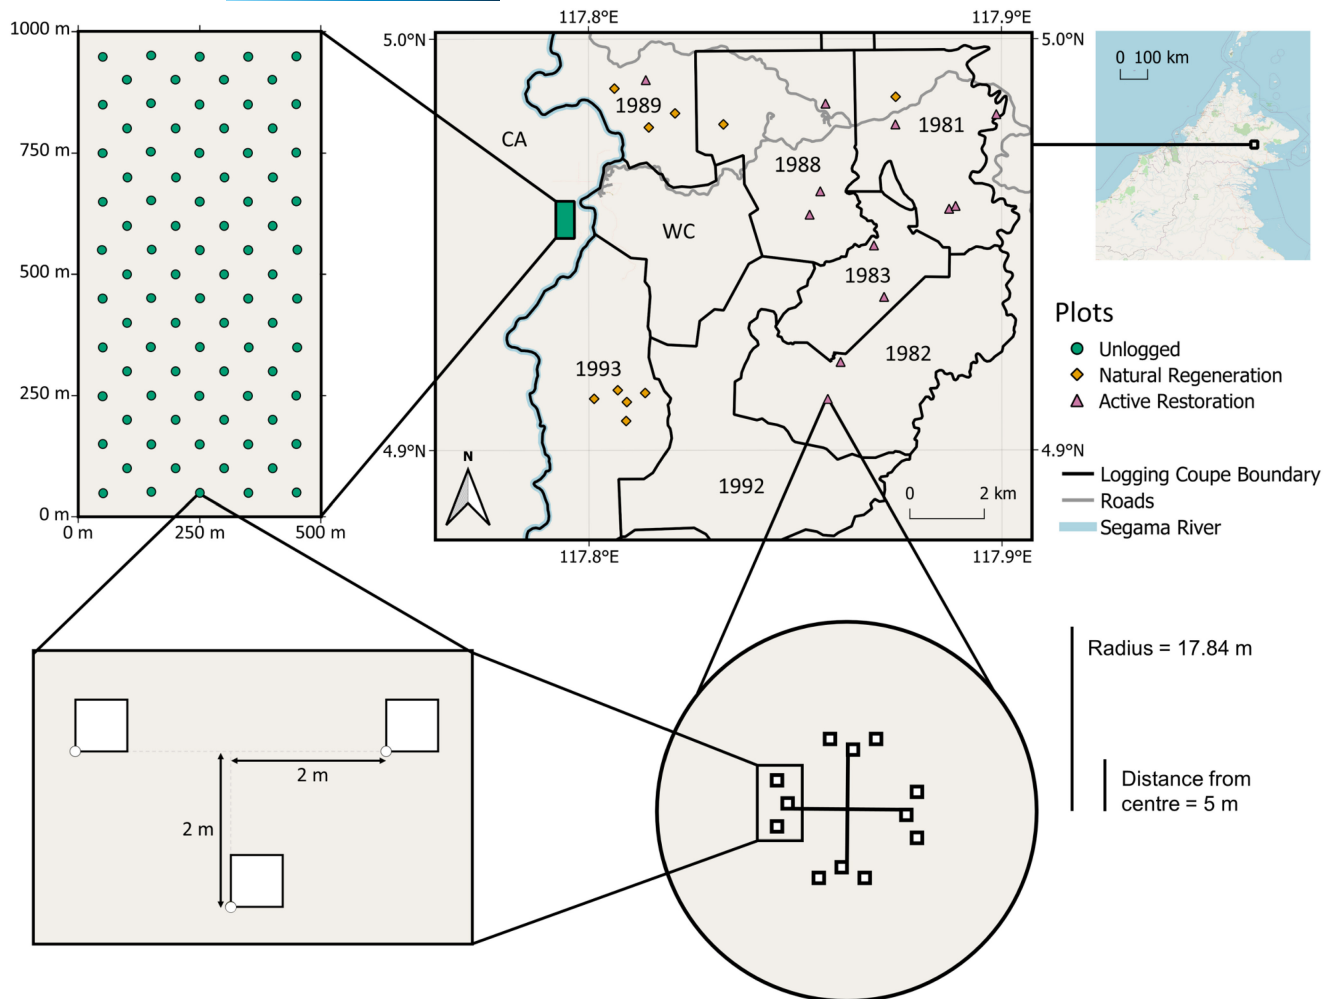 1000 m
750 m
500 m
250 m
0 m
0 m
250 m
500 m
117.8°E
117.9°E
5.0°N
5.0°N
1989
CA
1981
1988
WC
1983
1982
1993
4.9°N
4.9°N
N
1992
0
2 km
117.8°E
117.9°E
0 100 km
Plots
Unlogged
Natural Regeneration
Active Restoration
Logging Coupe Boundary
Roads
Segama River
2 m
2 m
Radius = 17.84 m
Distance from
centre = 5 m